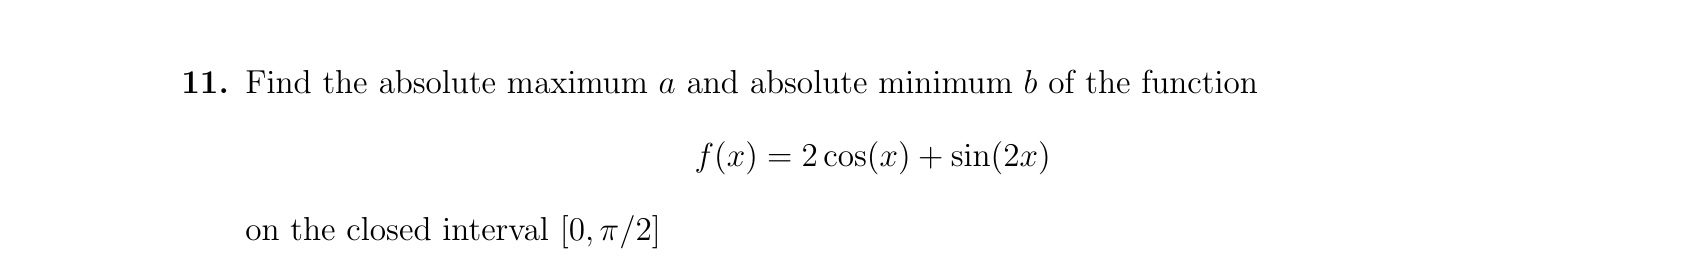 11. Find the absolute maximum a and absolute minimum b of the function
f(x) = 2 cos(x) + sin(2x)
on the closed interval [0, π/2]